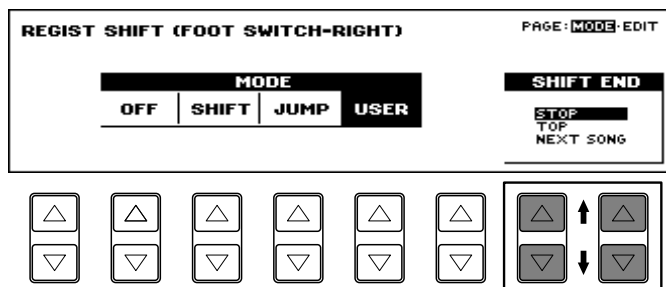 REGIST SHIFT (FOOT SWITCH-RIGHT)
PAGE: MODE·EDIT
MODE
OFF SHIFT JUMP USER
SHIFT END
STOP
TOP
NEXT SONG